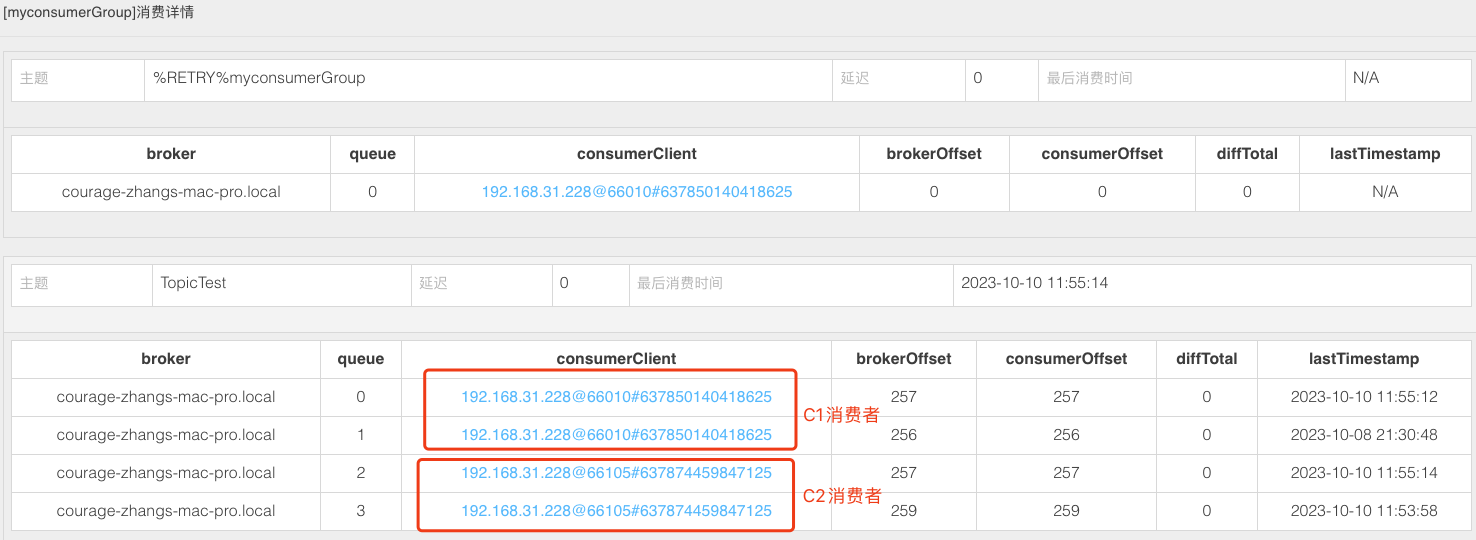 [myconsumerGroup]消费详情
主题 %RETRY%myconsumerGroup 延迟 0 最后消费时间 N/A
broker queue consumerClient brokerOffset consumerOffset diffTotal lastTimestamp
courage-zhangs-mac-pro.local 0 192.168.31.228@66010#637850140418625 0 0 0 N/A
主题 TopicTest 延迟 0 最后消费时间 2023-10-10 11:55:14
broker queue consumerClient brokerOffset consumerOffset diffTotal lastTimestamp
courage-zhangs-mac-pro.local 0 192.168.31.228@66010#637850140418625 257 257 0 2023-10-10 11:55:12
C1消费者
courage-zhangs-mac-pro.local 1 192.168.31.228@66010#637850140418625 256 256 0 2023-10-08 21:30:48
courage-zhangs-mac-pro.local 2 192.168.31.228@66105#637874459847125 257 257 0 2023-10-10 11:55:14
C2消费者
courage-zhangs-mac-pro.local 3 192.168.31.228@66105#637874459847125 259 259 0 2023-10-10 11:53:58